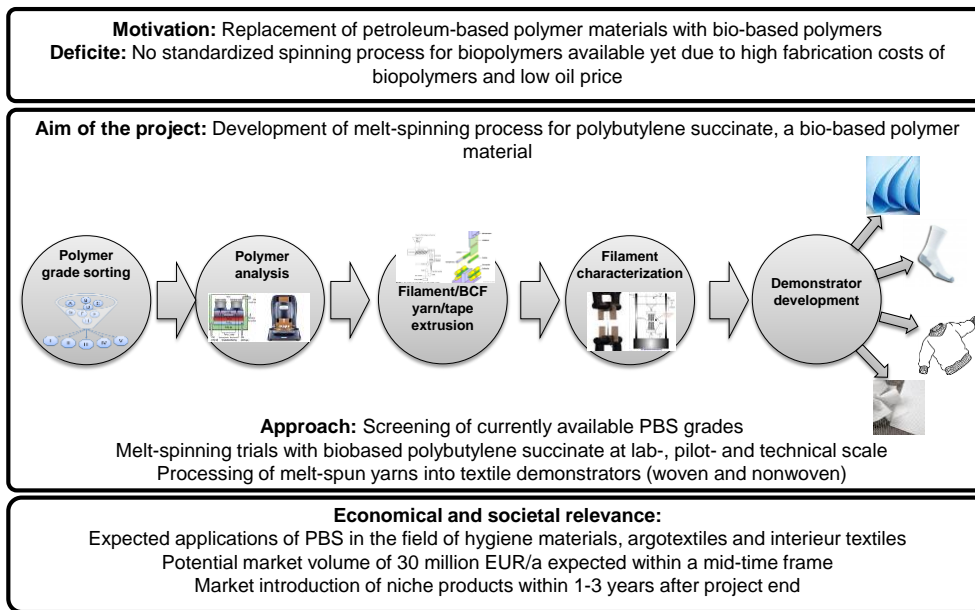 Motivation: Replacement of petroleum-based polymer materials with bio-based polymers
Deficite: No standardized spinning process for biopolymers available yet due to high fabrication costs of
biopolymers and low oil price
Aim of the project: Development of melt-spinning process for polybutylene succinate, a bio-based polymer
material
Polymer
grade sorting
Polymer
analysis
Filament/BCF
yarn/tape
extrusion
Filament
characterization
Demonstrator
development
Approach: Screening of currently available PBS grades
Melt-spinning trials with biobased polybutylene succinate at lab-, pilot- and technical scale
Processing of melt-spun yarns into textile demonstrators (woven and nonwoven)
Economical and societal relevance:
Expected applications of PBS in the field of hygiene materials, argotextiles and interieur textiles
Potential market volume of 30 million EUR/a expected within a mid-time frame
Market introduction of niche products within 1-3 years after project end